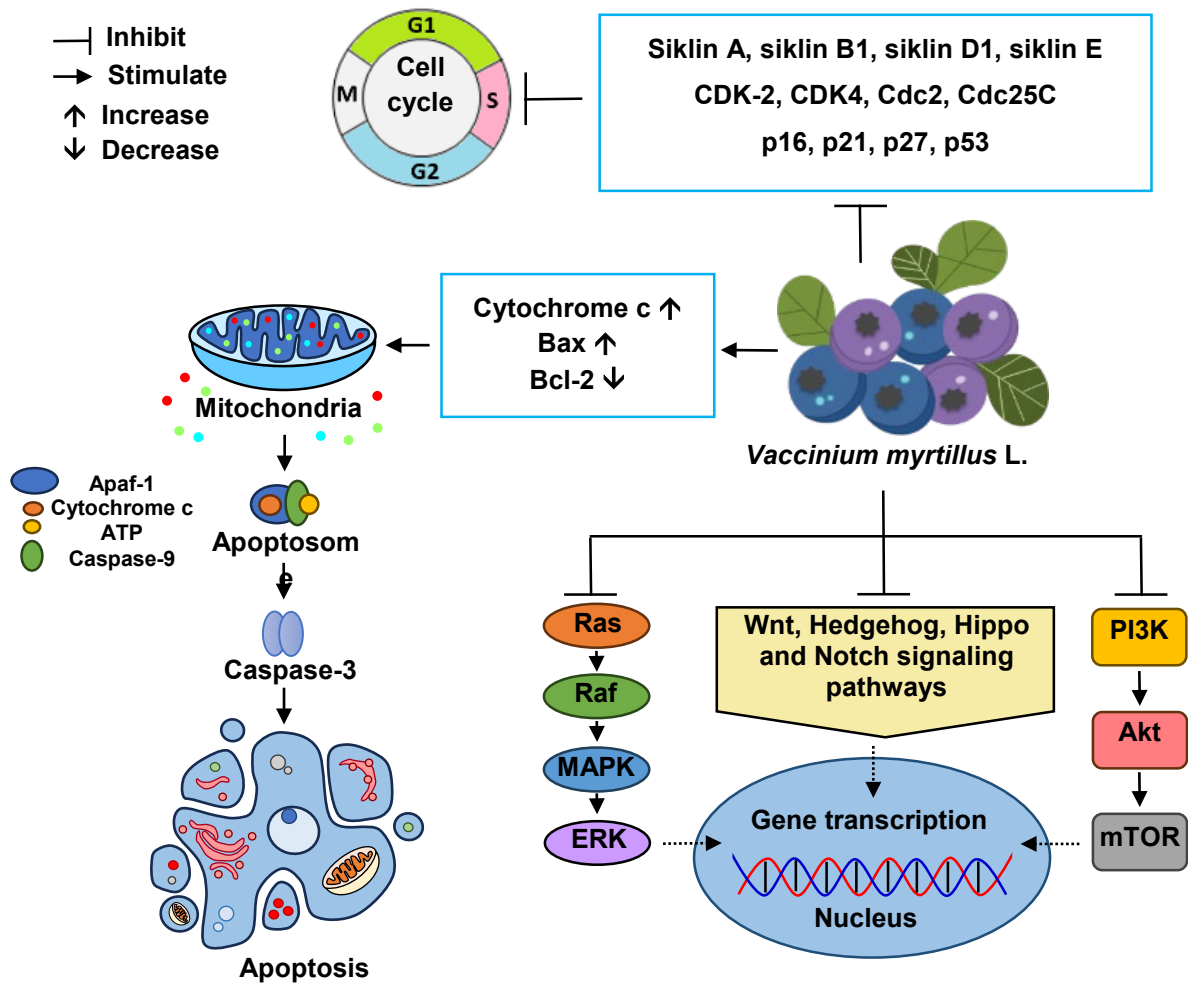 Inhibit
Stimulate
Increase
Decrease
G1
Cell
cycle
M
S
G2
Siklin A, siklin B1, siklin D1, siklin E
CDK-2, CDK4, Cdc2, Cdc25C
p16, p21, p27, p53
Cytochrome c ↑
Bax ↑
Bcl-2 ↓
Mitochondria
Vaccinium myrtillus L.
Apaf-1
Cytochrome c
ATP
Caspase-9
Apoptosom
e
Caspase-3
Apoptosis
Ras
Raf
MAPK
ERK
Wnt, Hedgehog, Hippo
and Notch signaling
pathways
PI3K
Akt
mTOR
Gene transcription
Nucleus